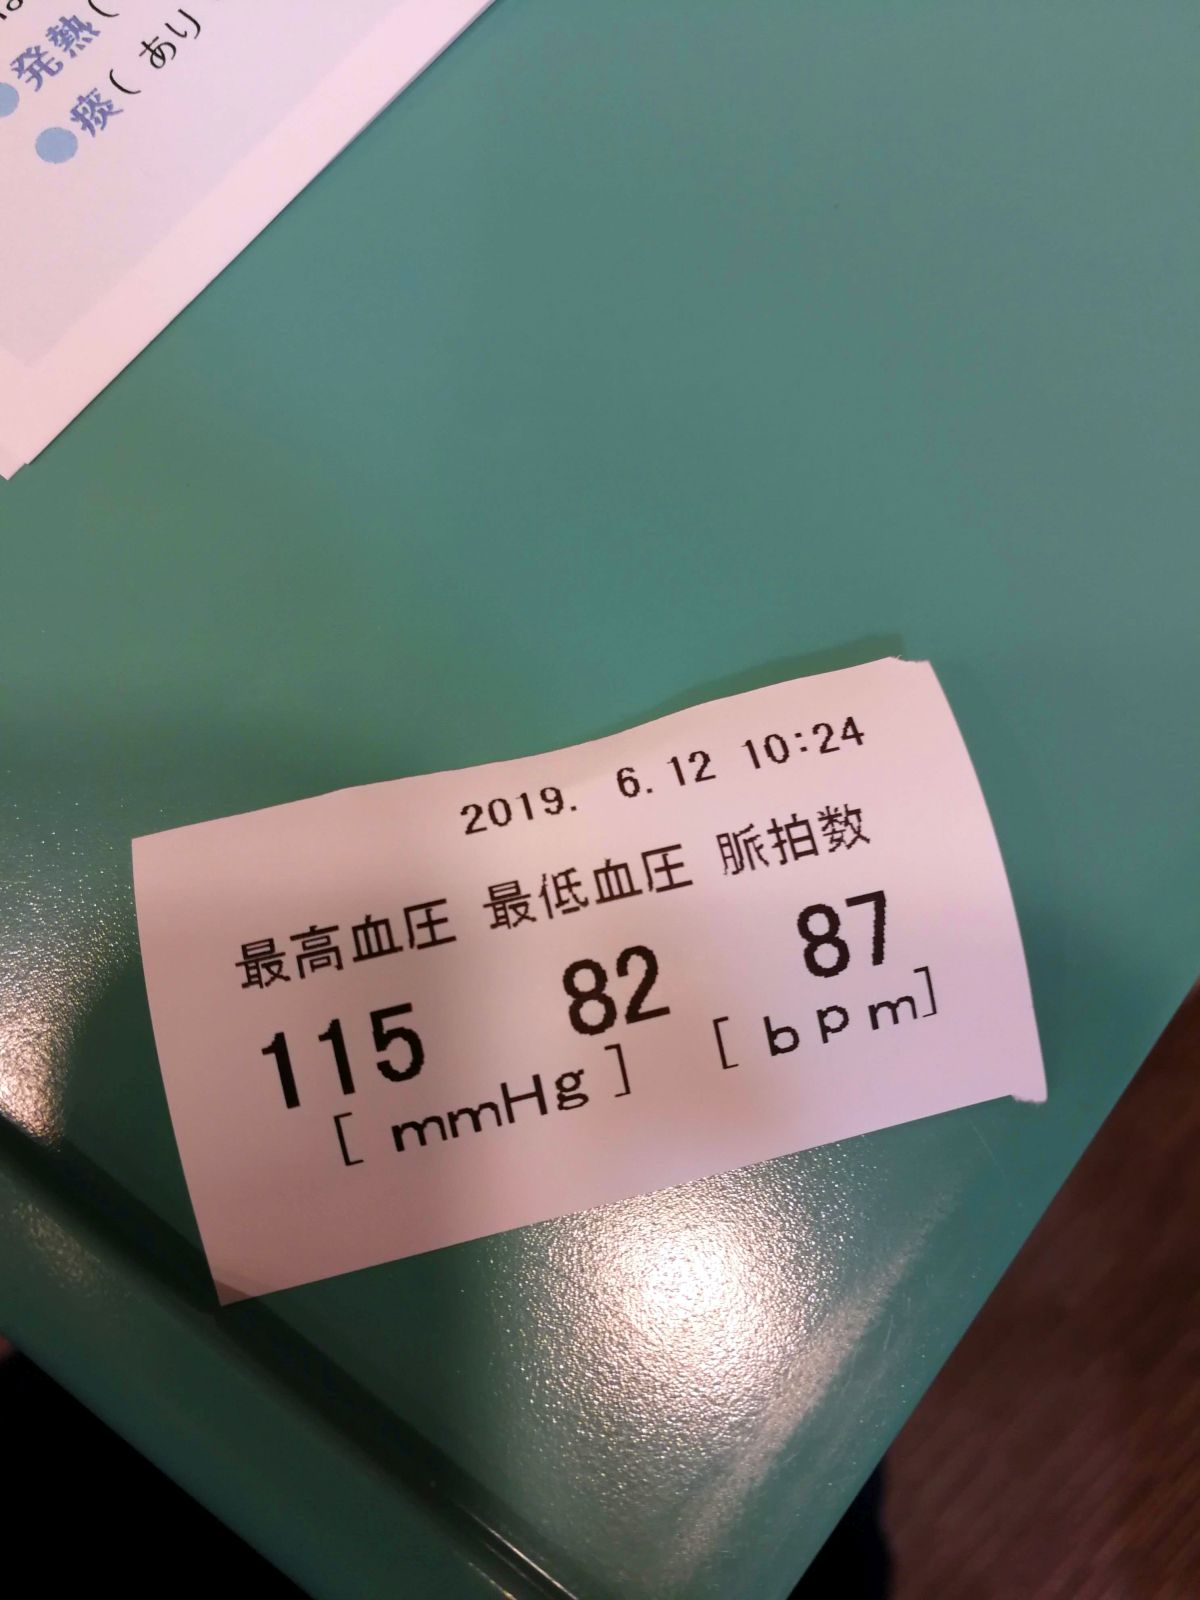 発熱(
痰( あり
2019. 6.12 10:24
最高血圧 最低血圧 脈拍数
115 82 87
[ mmHg ] [ bpm]